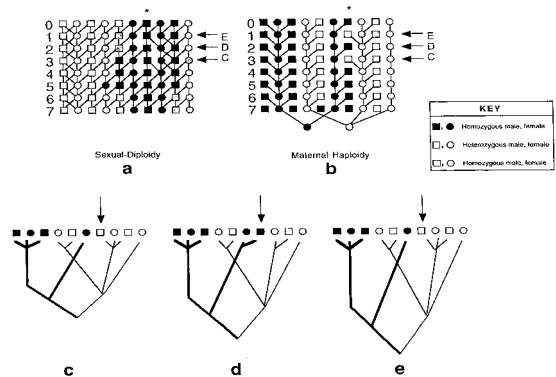 *
*
0
1
2
3
4
5
6
7
E
D
C
0
1
2
3
4
5
6
7
E
D
C
KEY
, Homozygous male, female
, Heterozygous male, female
, Homozygous male, female
Sexual-Diploidy
Maternal Haploidy
a
b
c
d
e